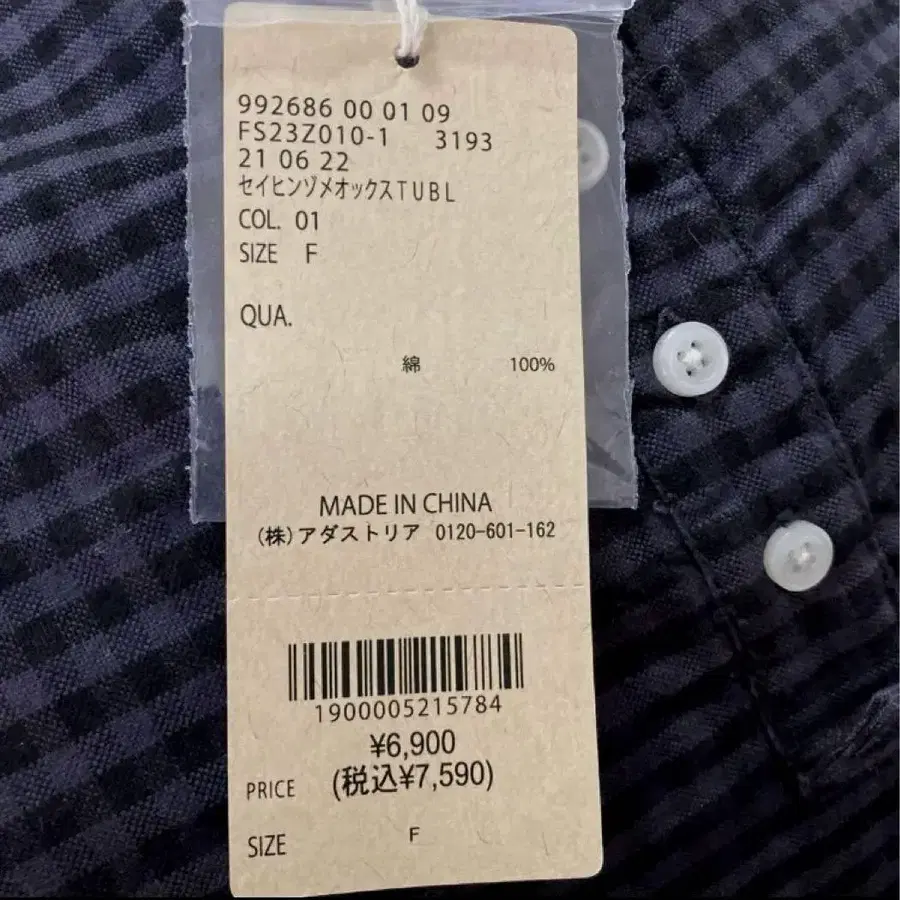 992686 00 01 09
FS23Z010-1 3193
21 06 22
セイヒンゾメオックスTUBL
COL. 01
SIZE F
QUA.
綿 100%
MADE IN CHINA
(株)アダストリア 0120-601-162
1900005215784
¥6,900
PRICE (税込¥7,590)
SIZE F